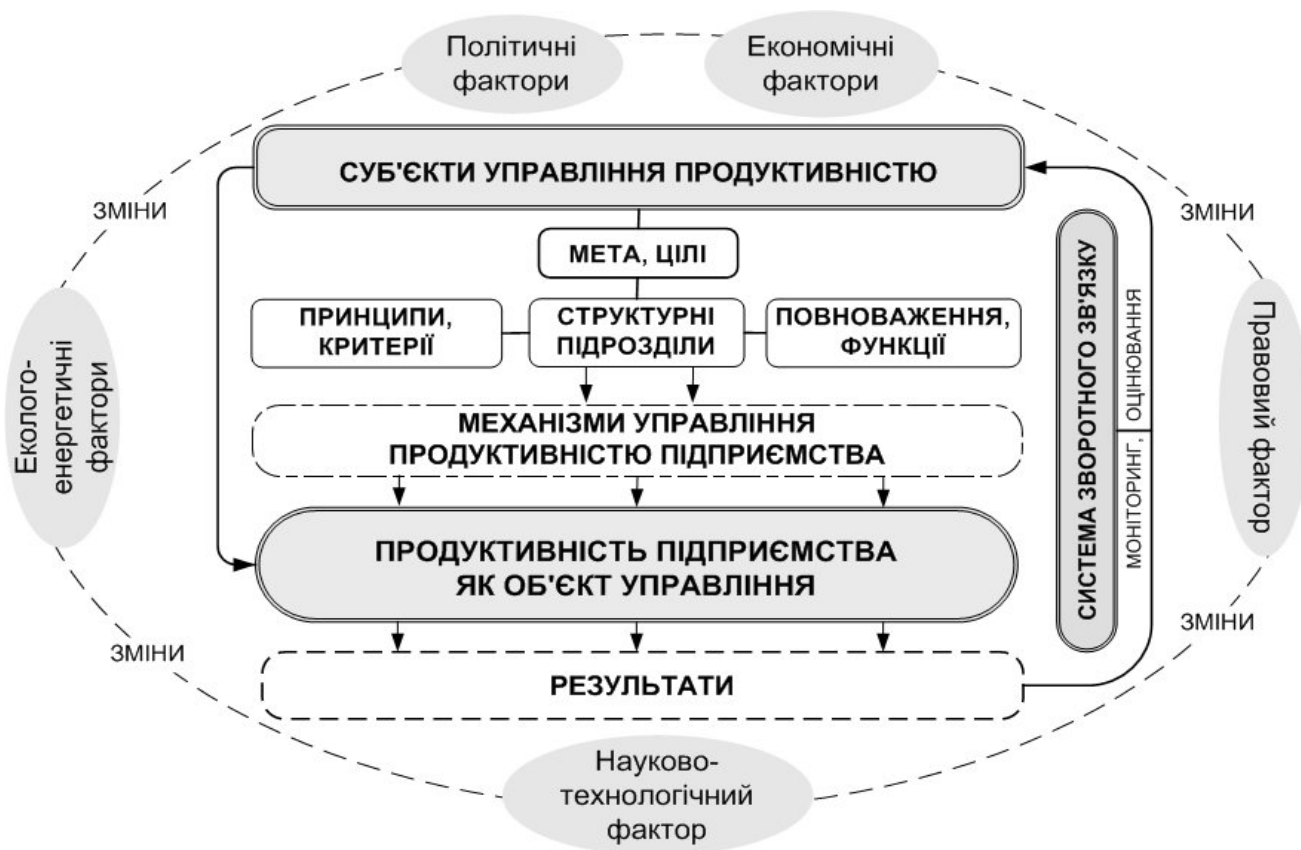 Політичні
фактори
Економічні
фактори
СУБ'ЄКТИ УПРАВЛІННЯ ПРОДУКТИВНІСТЮ
ЗМІНИ
ЗМІНИ
МЕТА, ЦІЛІ
ПРИНЦИПИ,
КРИТЕРІЇ
СТРУКТУРНІ
ПІДРОЗДІЛИ
ПОВНОВАЖЕННЯ,
ФУНКЦІЇ
СИСТЕМА ЗВОРОТНОГО ЗВ'ЯЗКУ
МОНІТОРИНГ, ОЦІНЮВАННЯ
Еколого-
енергетичні
фактори
Правовий фактор
МЕХАНІЗМИ УПРАВЛІННЯ
ПРОДУКТИВНІСТЮ ПІДПРИЄМСТВА
ПРОДУКТИВНІСТЬ ПІДПРИЄМСТВА
ЯК ОБ'ЄКТ УПРАВЛІННЯ
ЗМІНИ
ЗМІНИ
РЕЗУЛЬТАТИ
Науково-
технологічний
фактор